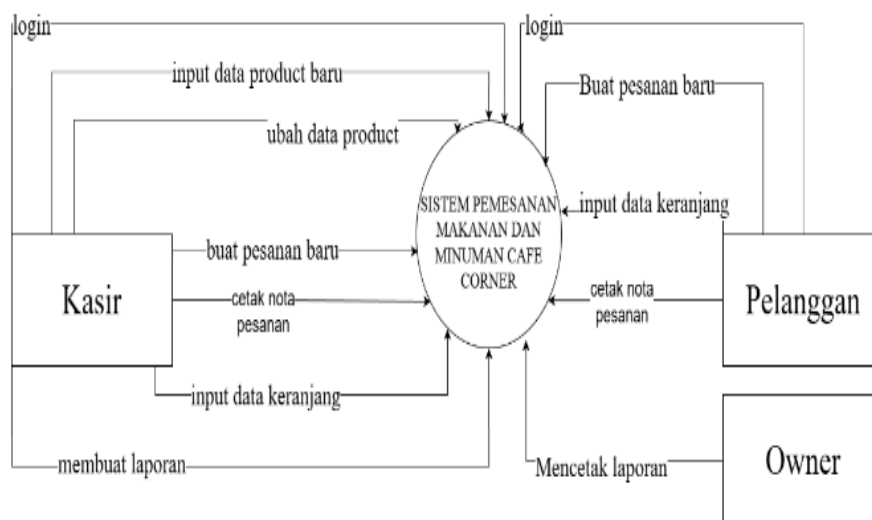 login
login
input data product baru
Buat pesanan baru
ubah data product
SISTEM PEMESANAN
MAKANAN DAN
MINUMAN CAFE
CORNER
input data keranjang
buat pesanan baru
Kasir
cetak nota
pesanan
cetak nota
pesanan
Pelanggan
input data keranjang
membuat laporan
Mencetak laporan
Owner